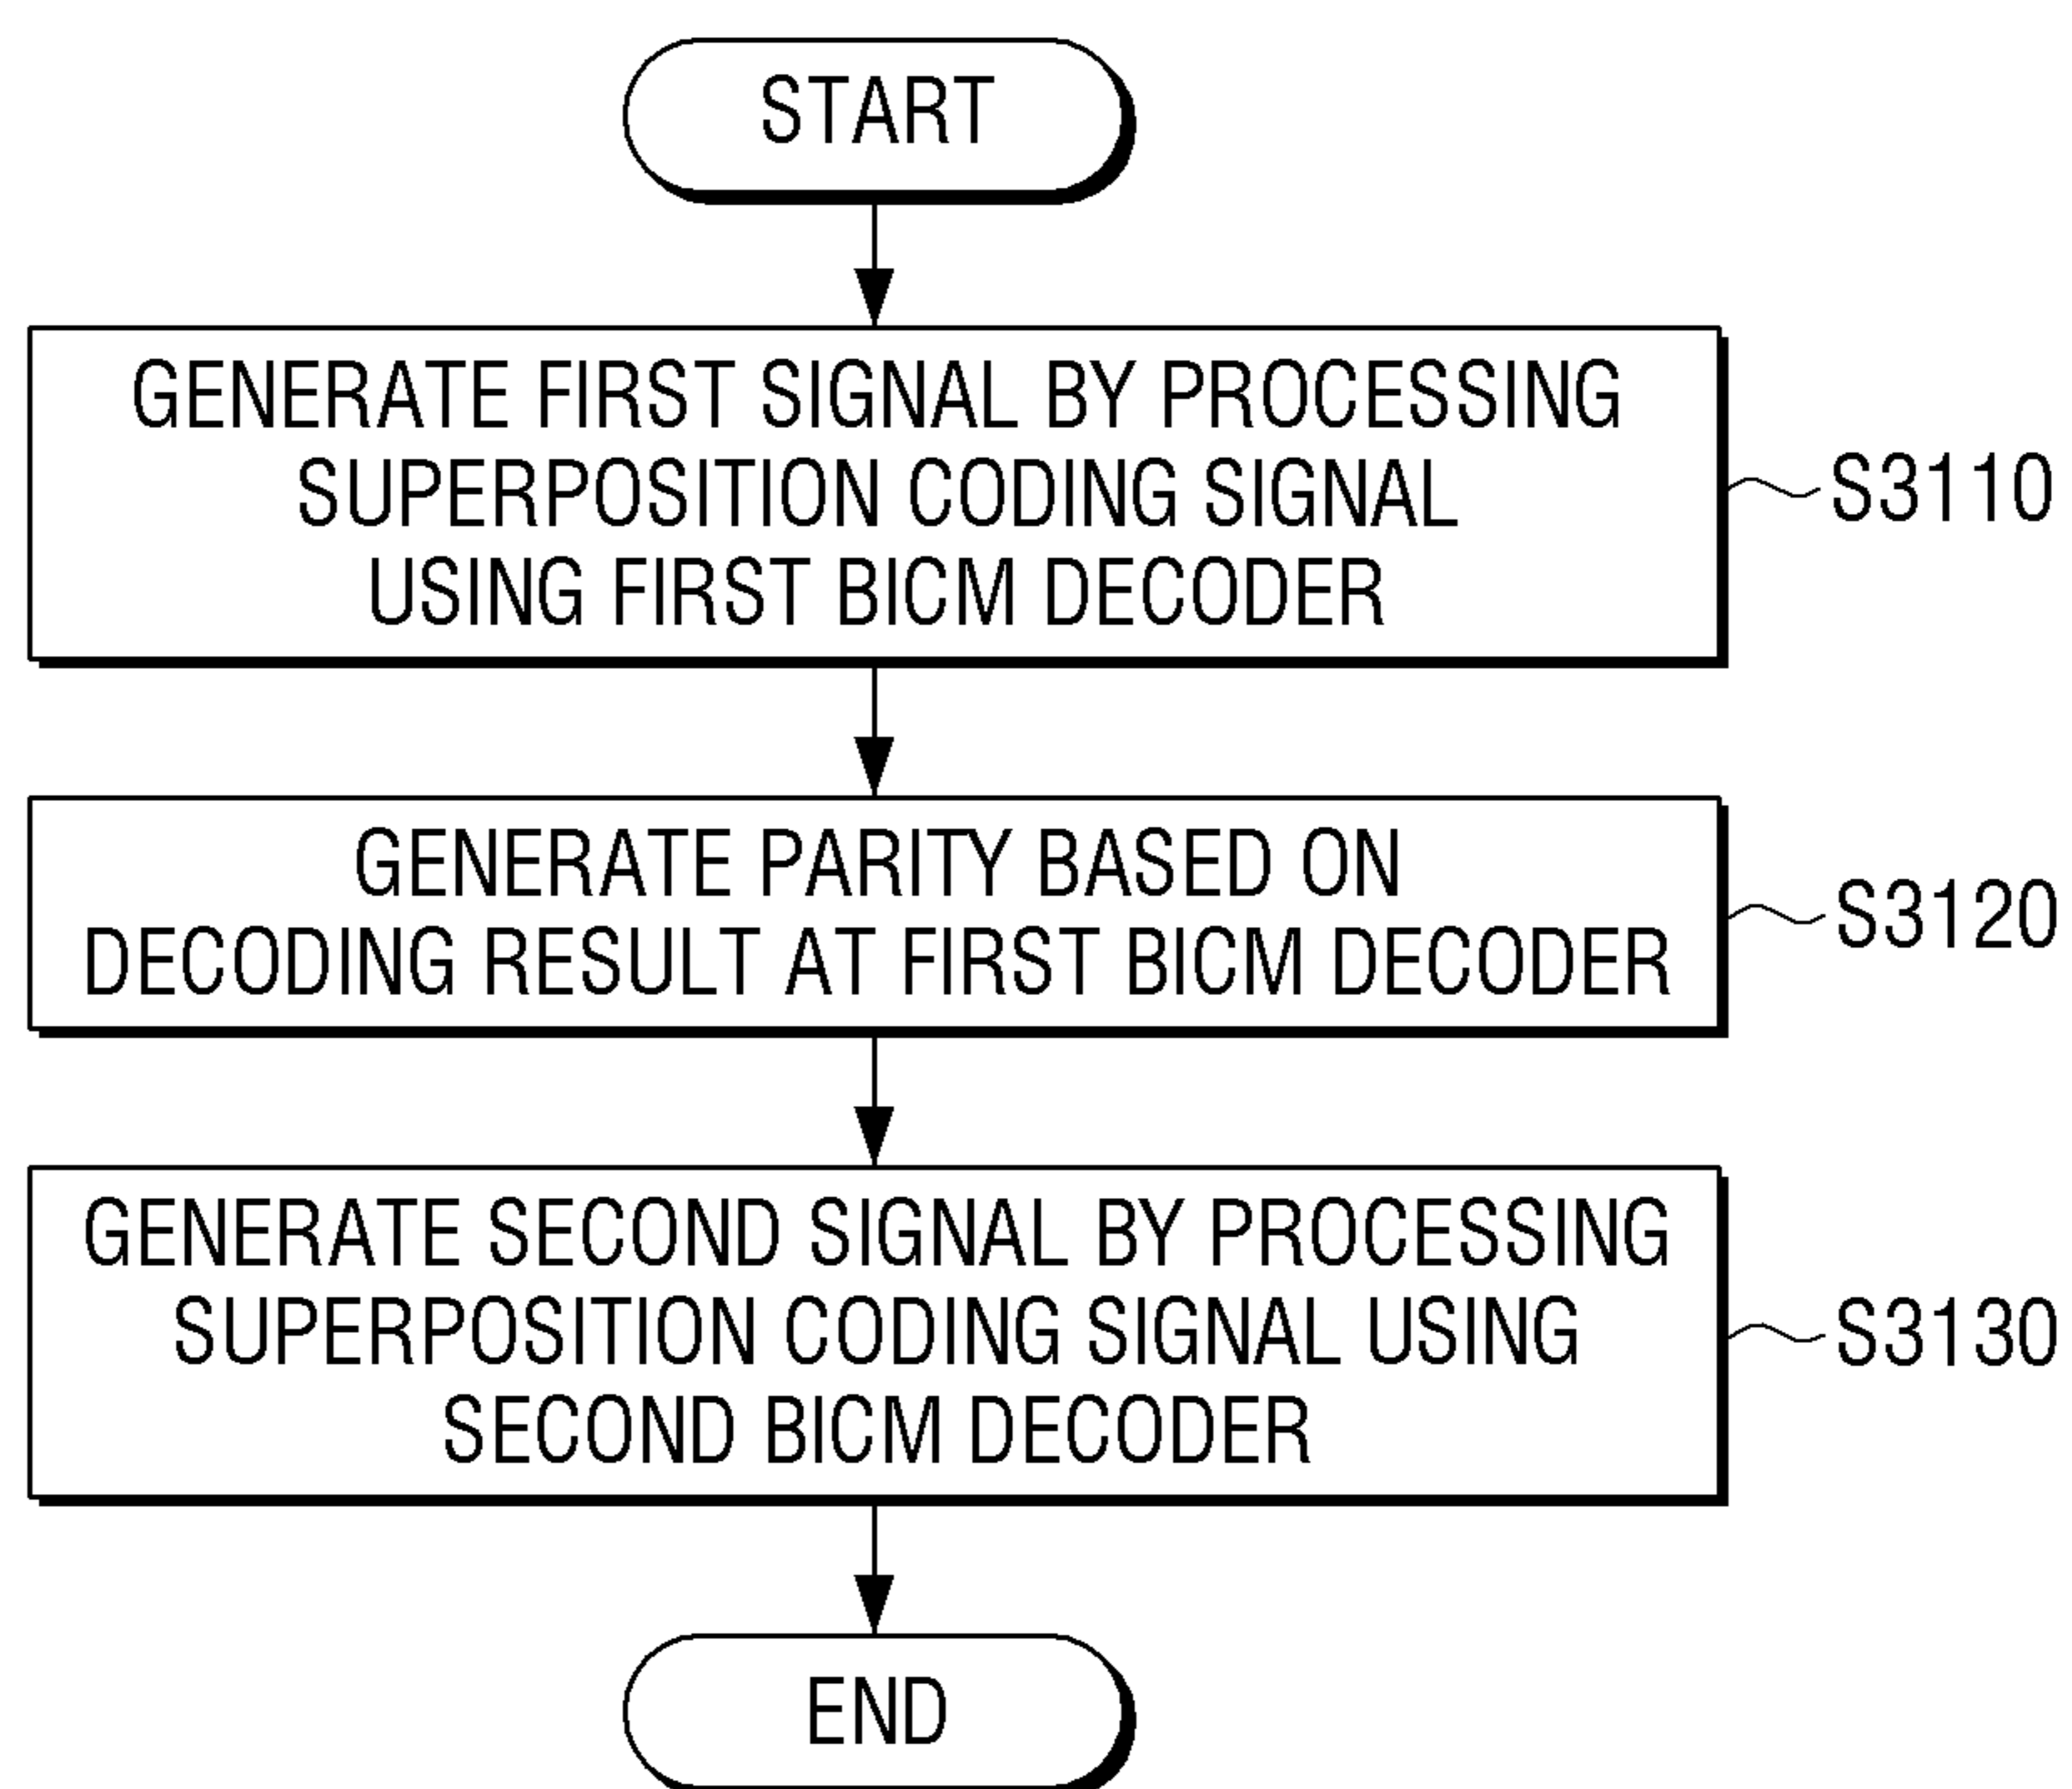 START
GENERATE FIRST SIGNAL BY PROCESSING
SUPERPOSITION CODING SIGNAL
USING FIRST BICM DECODER
S3110
GENERATE PARITY BASED ON
DECODING RESULT AT FIRST BICM DECODER
S3120
GENERATE SECOND SIGNAL BY PROCESSING
SUPERPOSITION CODING SIGNAL USING
SECOND BICM DECODER
S3130
END